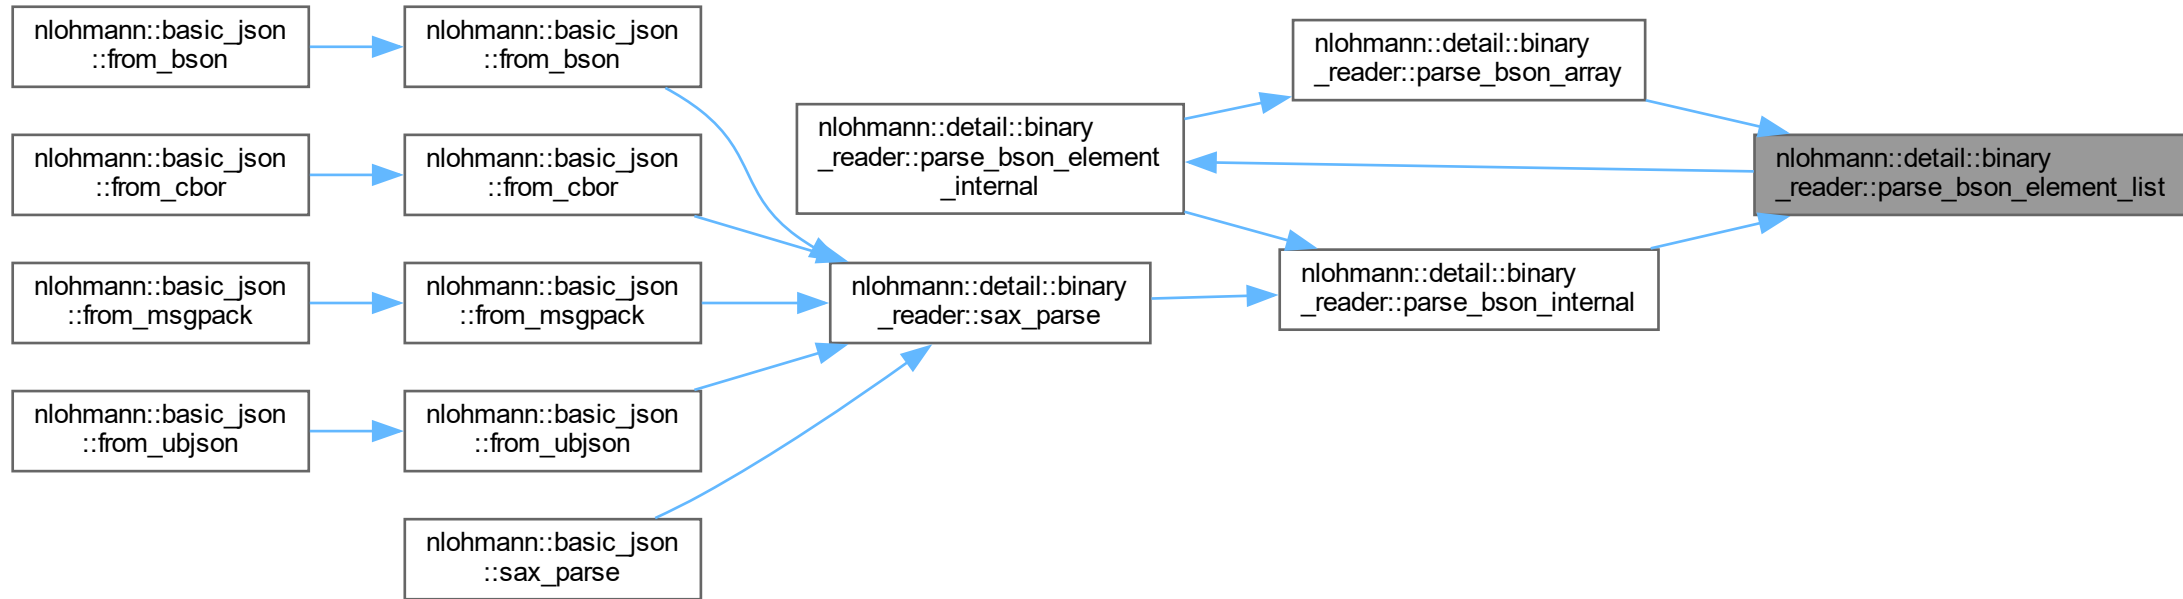 nlohmann::basic_json
::from_bson
nlohmann::basic_json
::from_bson
nlohmann::basic_json
::from_cbor
nlohmann::basic_json
::from_cbor
nlohmann::basic_json
::from_msgpack
nlohmann::basic_json
::from_msgpack
nlohmann::basic_json
::from_ubjson
nlohmann::basic_json
::from_ubjson
nlohmann::basic_json
::sax_parse
nlohmann::detail::binary
_reader::parse_bson_element
_internal
nlohmann::detail::binary
_reader::sax_parse
nlohmann::detail::binary
_reader::parse_bson_array
nlohmann::detail::binary
_reader::parse_bson_internal
nlohmann::detail::binary
_reader::parse_bson_element_list